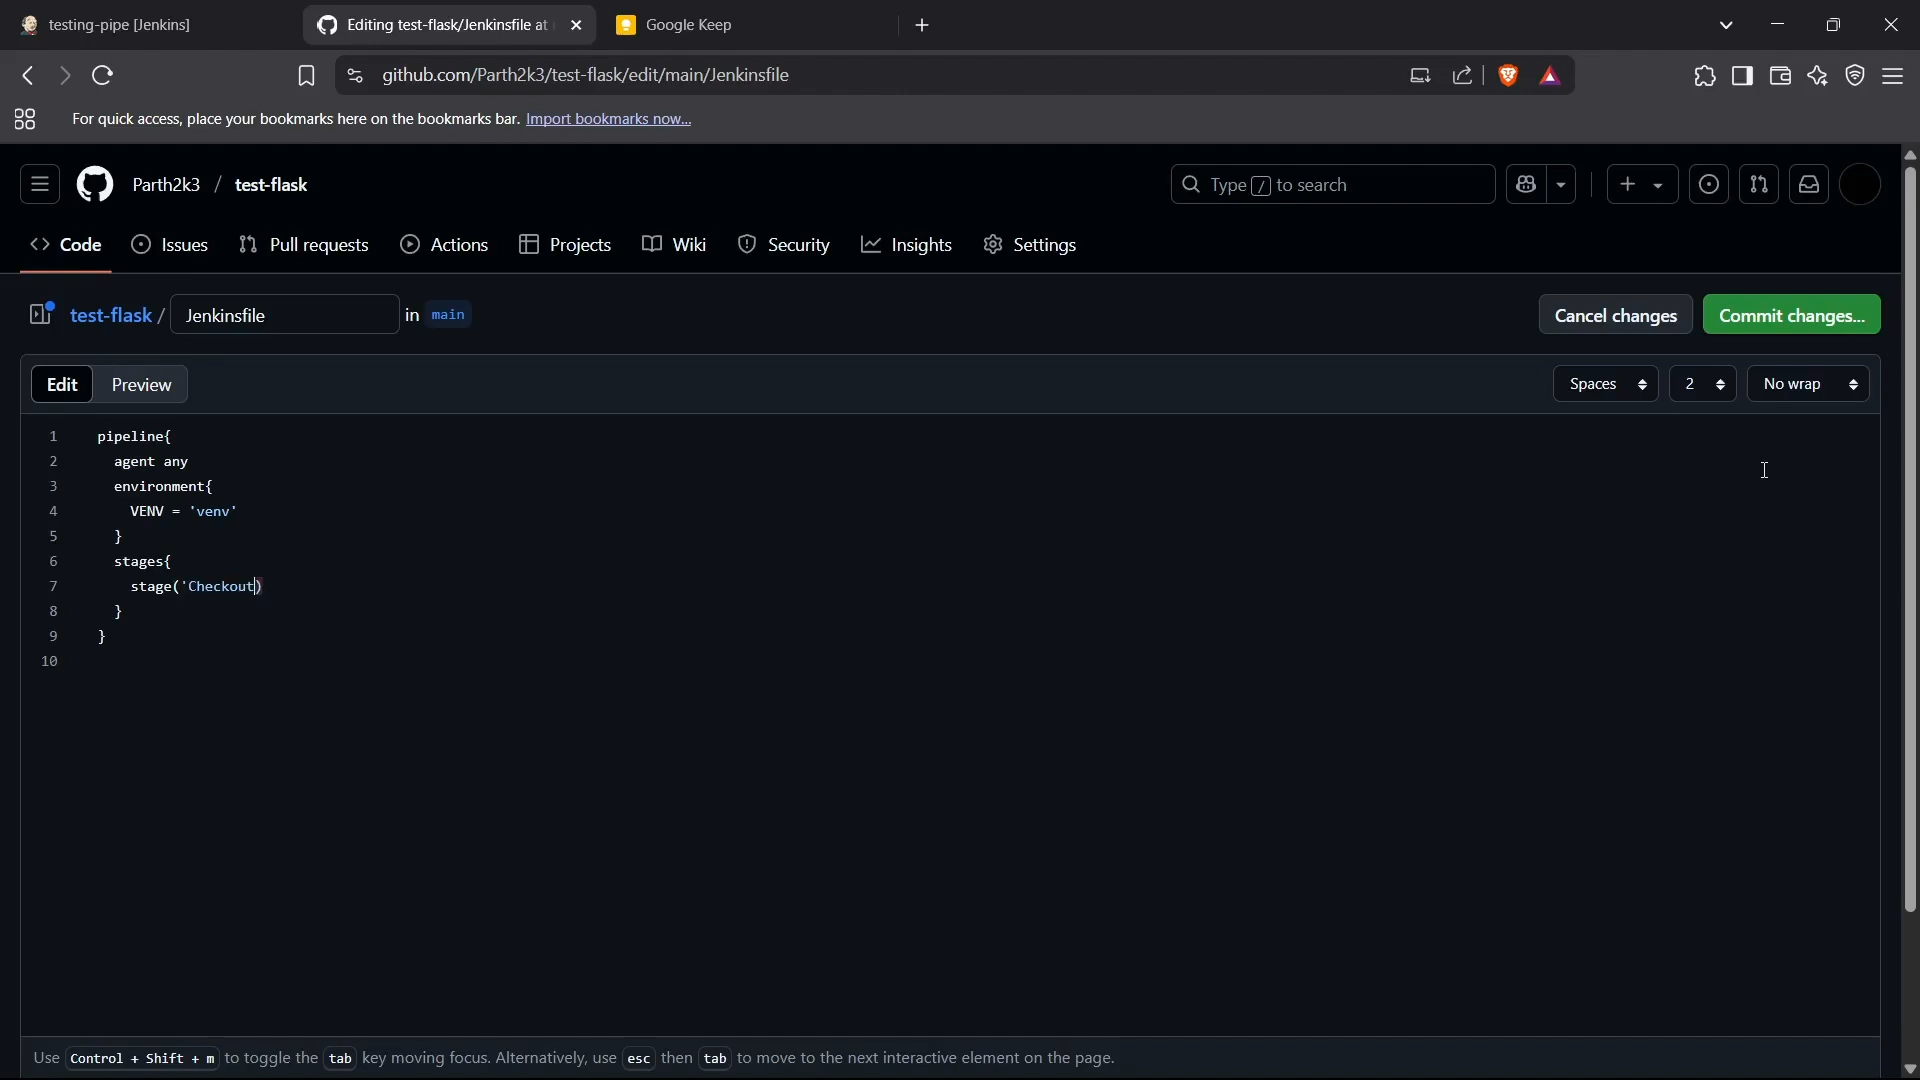 testing-pipe [Jenkins]
Editing test-flask/Jenkinsfile at
Google Keep
github.com/Parth2k3/test-flask/edit/main/Jenkinsfile
For quick access, place your bookmarks here on the bookmarks bar. Import bookmarks now...
Parth2k3 / test-flask
Type / to search
Code
Issues
Pull requests
Actions
Projects
Wiki
Security
Insights
Settings
test-flask / Jenkinsfile in main
Cancel changes
Commit changes...
Edit
Preview
Spaces
2
No wrap
1 pipeline{
2 agent any
3 environment{
4 VENV = 'venv'
5 }
6 stages{
7 stage('Checkout)
8 }
9 }
10
Use Control + Shift + m to toggle the tab key moving focus. Alternatively, use esc then tab to move to the next interactive element on the page.